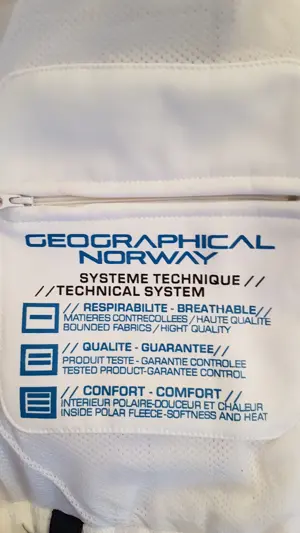 GEOGRAPHICAL
NORWAY
SYSTEME TECHNIQUE //
//TECHNICAL SYSTEM
// RESPIRABILITE - BREATHABLE//
MATIERES CONTRECOLLEES / HAUTE QUALITE
BOUNDED FABRICS / HIGHT QUALITY
// QUALITE - GUARANTEE//
PRODUIT TESTE - GARANTIE CONTROLEE
TESTED PRODUCT-GARANTEE CONTROL
// CONFORT - COMFORT //
INTERIEUR POLAIRE-DOUCEUR ET CHALEUR
INSIDE POLAR FLEECE-SOFTNESS AND HEAT